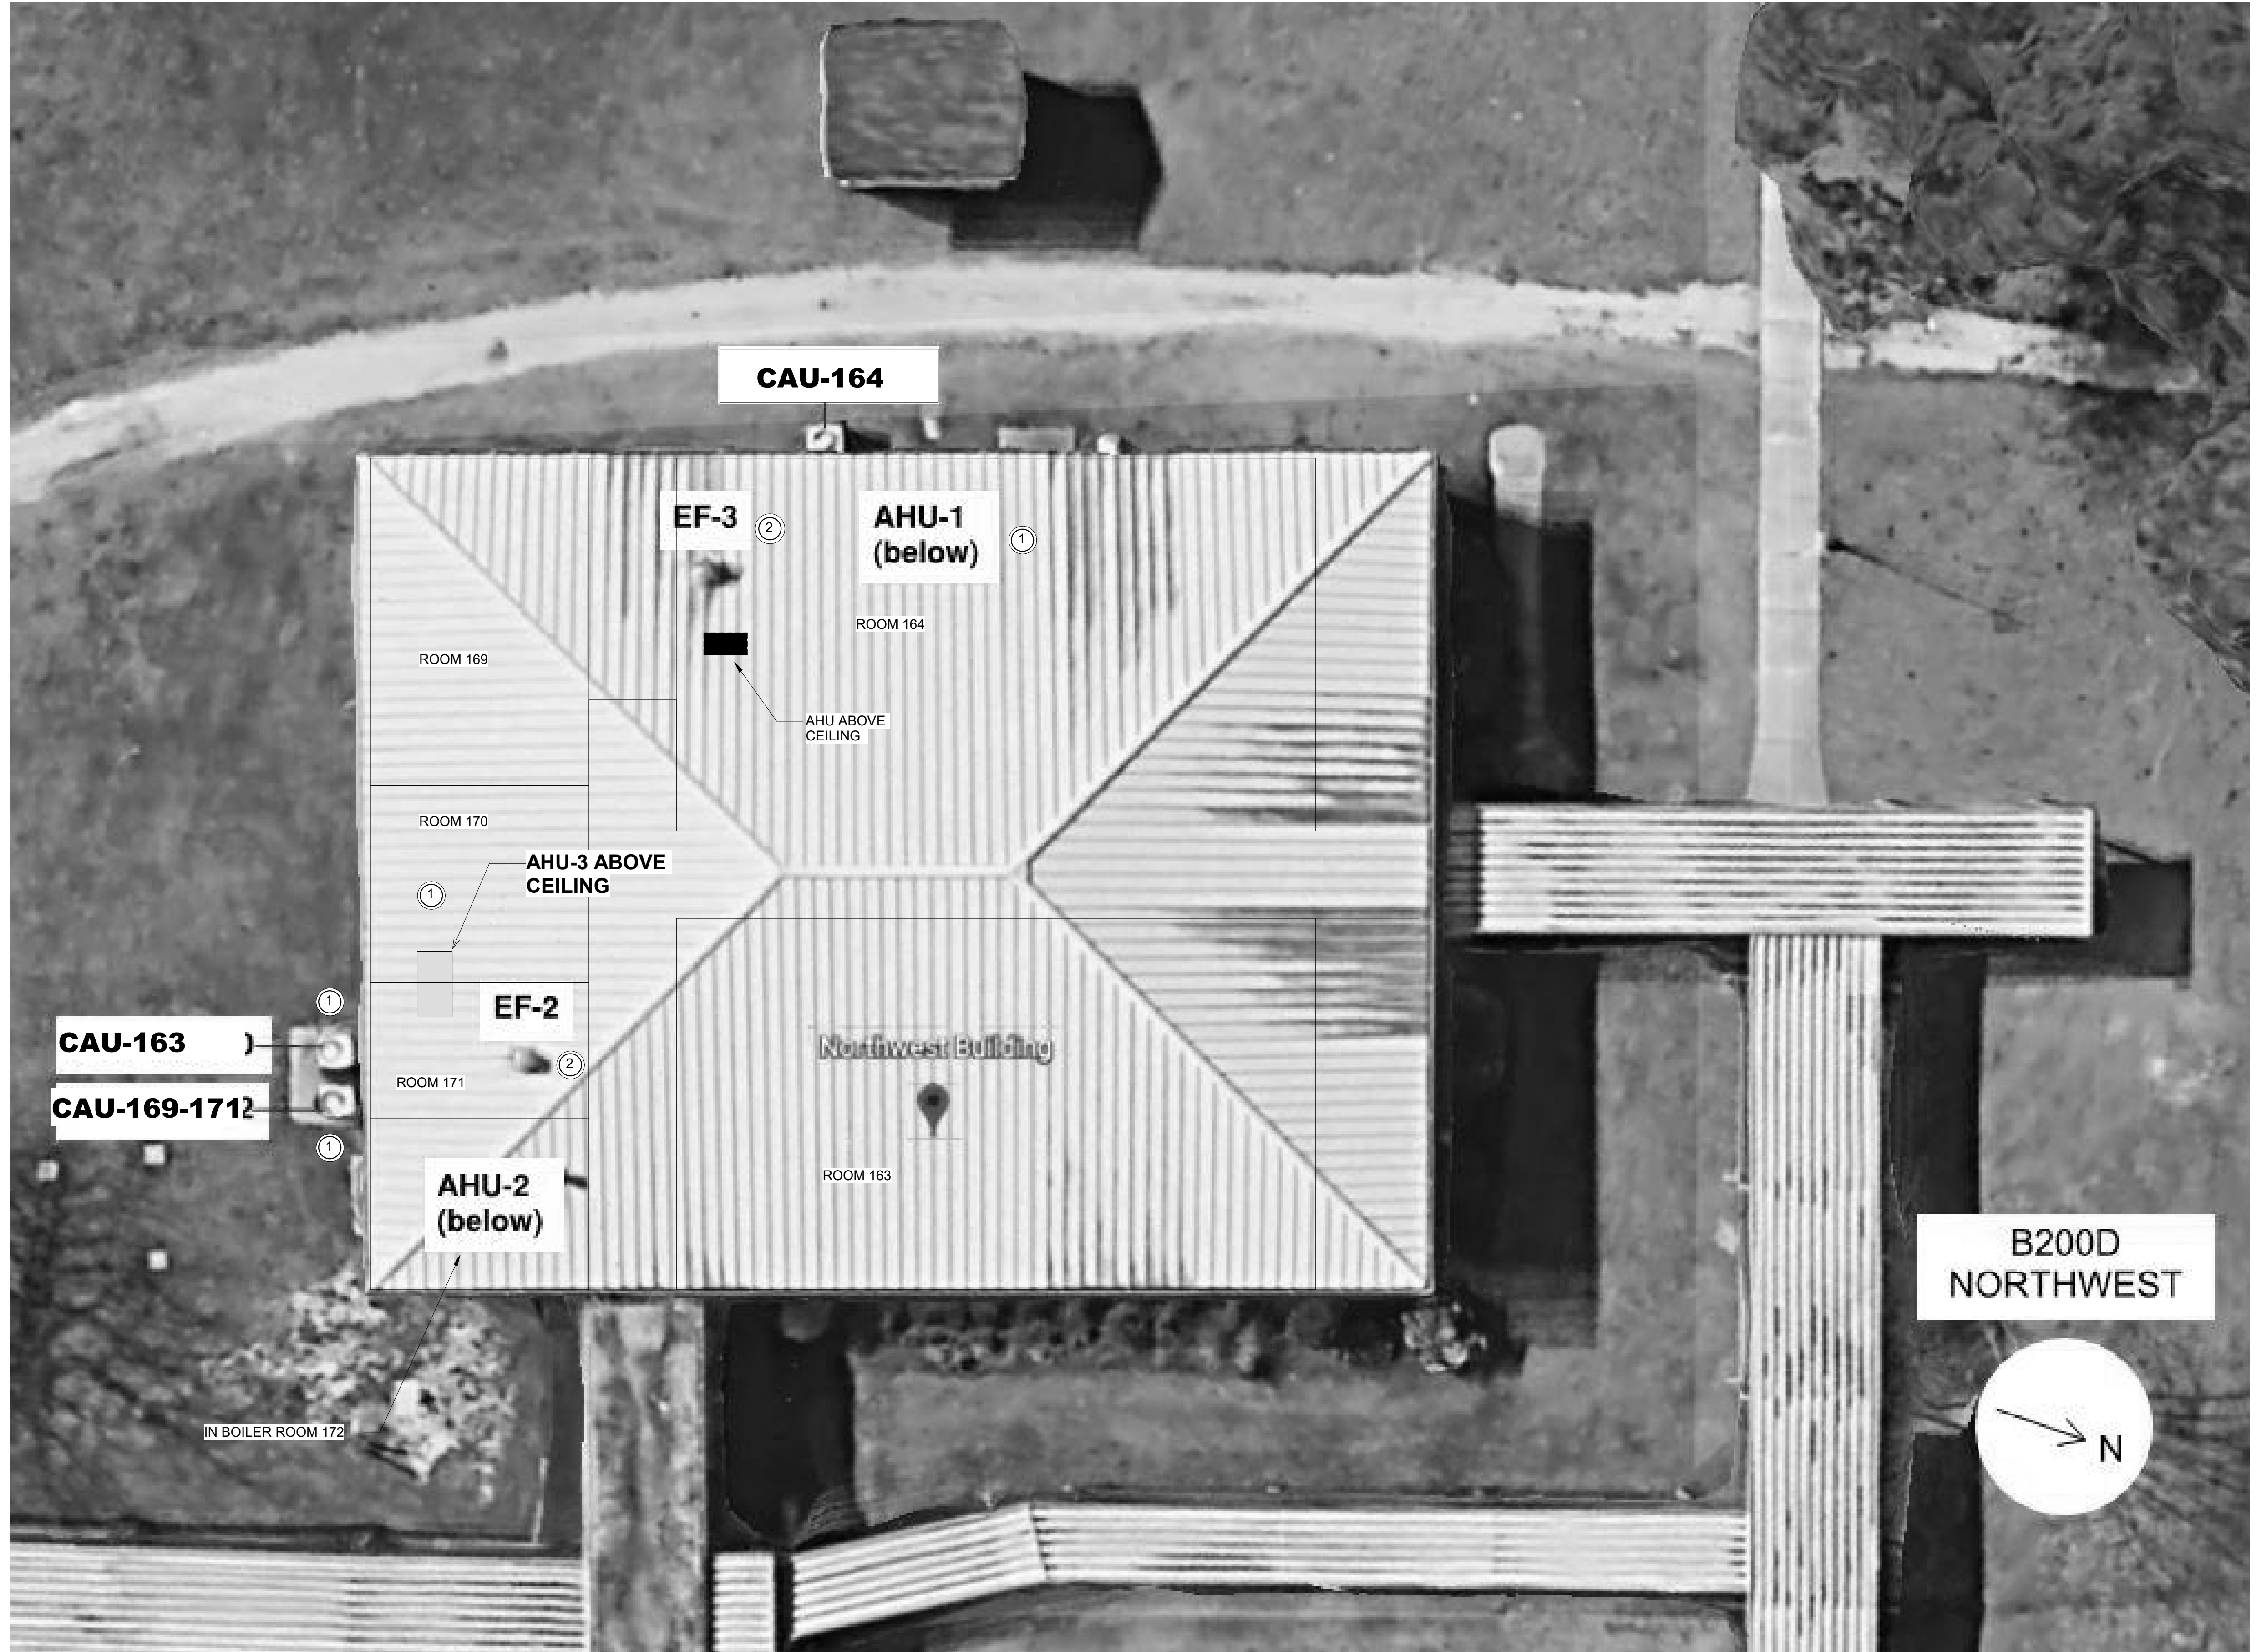 CAU-164
EF-3
2
AHU-1
(below)
1
ROOM 164
ROOM 169
AHU ABOVE
CEILING
ROOM 170
AHU-3 ABOVE
CEILING
1
1
EF-2
2
CAU-163
CAU-169-171
1
ROOM 171
Northwest Building
AHU-2
(below)
ROOM 163
IN BOILER ROOM 172
B200D
NORTHWEST
N